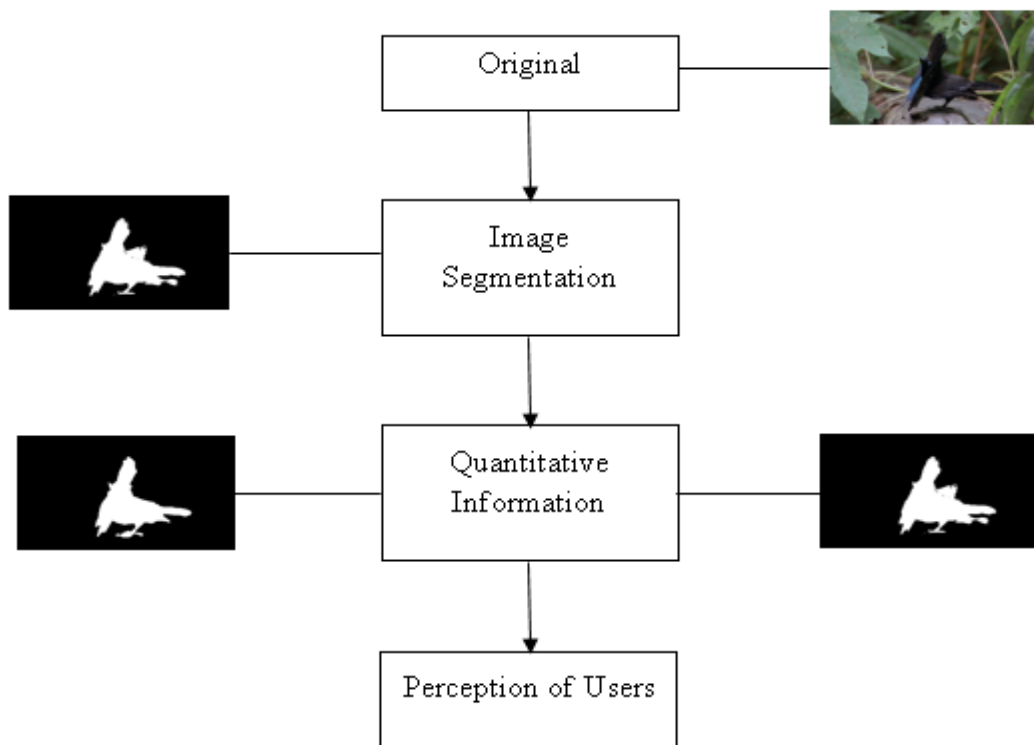 Original
Image
Segmentation
Quantitative
Information
Perception of Users